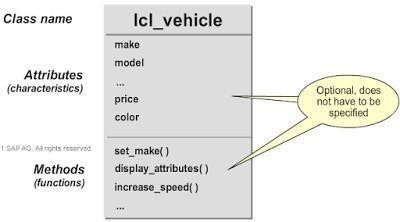 Class name
lcl_vehicle
make
model
Attributes
(characteristics)
...
price
color
Optional, does
not have to be
specified
1 SAP AG. All rights reserved.
set_make( )
Methods
(functions)
display_attributes( )
increase_speed( )
...